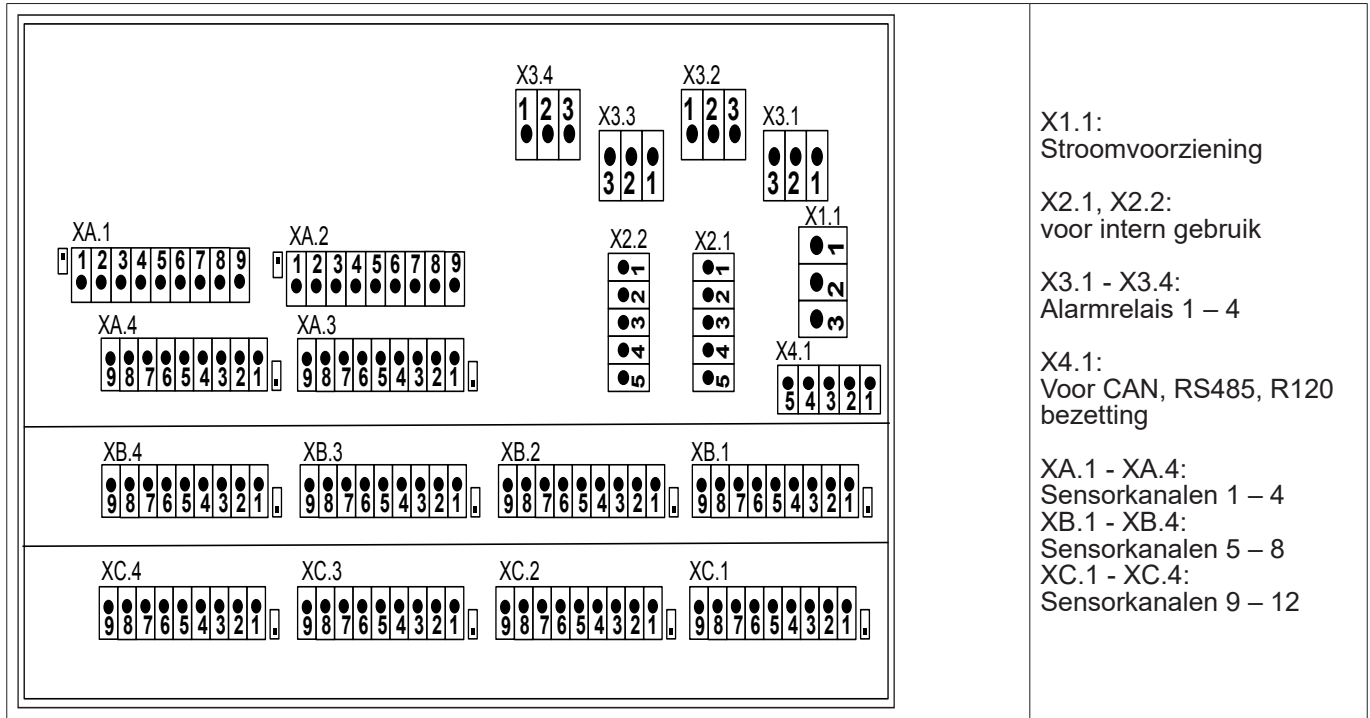 X3.4
1 2 3
X3.3
3 2 1
X3.2
1 2 3
X3.1
3 2 1
X1.1
1
2
3
X2.2
1
2
3
4
5
X2.1
1
2
3
4
5
X4.1
5 4 3 2 1
XA.1
1 2 3 4 5 6 7 8 9
XA.2
1 2 3 4 5 6 7 8 9
XA.4
9 8 7 6 5 4 3 2 1
XA.3
9 8 7 6 5 4 3 2 1
XB.4
9 8 7 6 5 4 3 2 1
XB.3
9 8 7 6 5 4 3 2 1
XB.2
9 8 7 6 5 4 3 2 1
XB.1
9 8 7 6 5 4 3 2 1
XC.4
9 8 7 6 5 4 3 2 1
XC.3
9 8 7 6 5 4 3 2 1
XC.2
9 8 7 6 5 4 3 2 1
XC.1
9 8 7 6 5 4 3 2 1
X1.1:
Stroomvoorziening
X2.1, X2.2:
voor intern gebruik
X3.1 - X3.4:
Alarmrelais 1 – 4
X4.1:
Voor CAN, RS485, R120
bezetting
XA.1 - XA.4:
Sensorkanalen 1 – 4
XB.1 - XB.4:
Sensorkanalen 5 – 8
XC.1 - XC.4:
Sensorkanalen 9 – 12